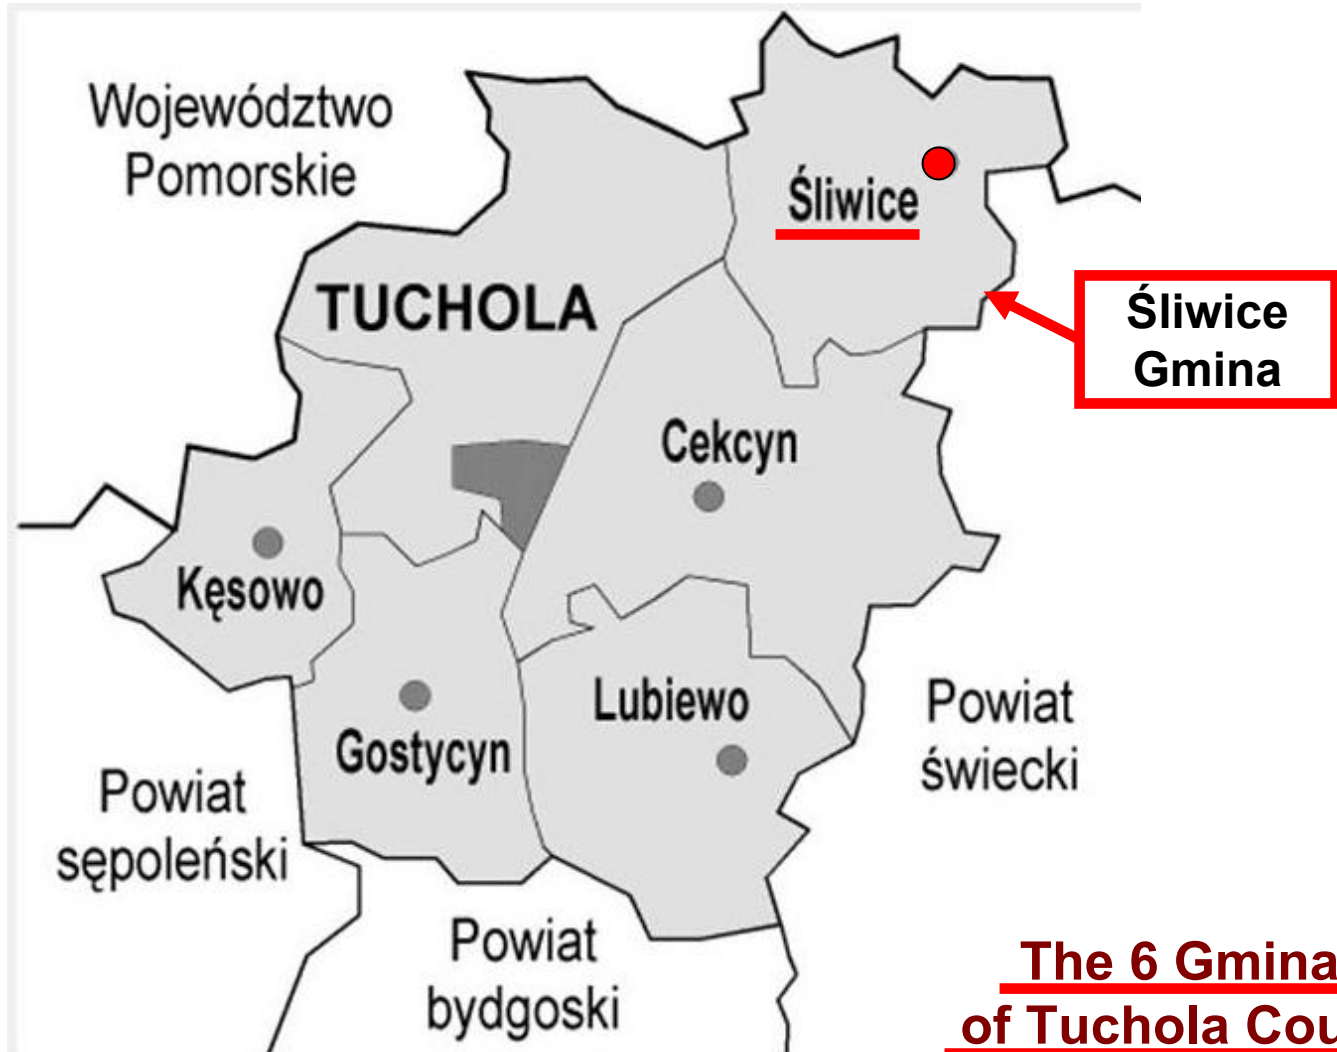 Województwo
Pomorskie
Śliwice
TUCHOLA
Śliwice
Gmina
Cekcyn
Kęsowo
Lubiewo
Gostycyn
Powiat
świecki
Powiat
sępoleński
Powiat
bydgoski
The 6 Gmina
of Tuchola Cou